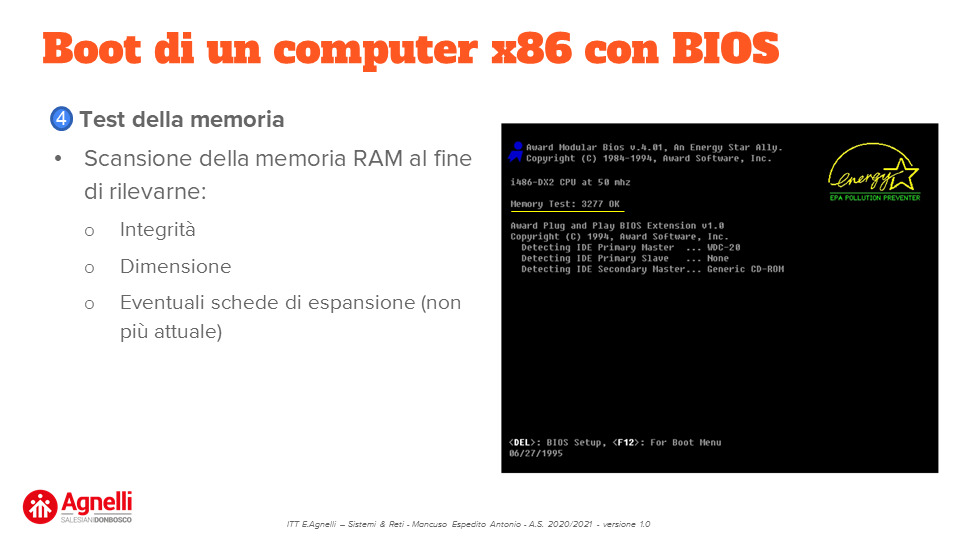 Boot di un computer x86 con BIOS
4 Test della memoria
• Scansione della memoria RAM al fine
di rilevarne:
o Integrità
o Dimensione
o Eventuali schede di espansione (non
più attuale)
Award Modular Bios v.4.01, An Energy Star Ally.
Copyright (C) 1984-1994, Award Software, Inc.
i486-DX2 CPU at 50 mhz
Memory Test: 3277 OK
Award Plug and Play BIOS Extension v1.0
Copyright (C) 1994, Award Software, Inc.
Detecting IDE Primary Master ... WDC-20
Detecting IDE Primary Slave ... None
Detecting IDE Secondary Master... Generic CD-ROM
energy
EPA POLLUTION PREVENTER
<DEL>: BIOS Setup, <F12>: For Boot Menu
06/27/1995
Agnelli
SALESIANI DONBOSCO
ITT E.Agnelli – Sistemi & Reti - Mancuso Espedito Antonio - A.S. 2020/2021 - versione 1.0